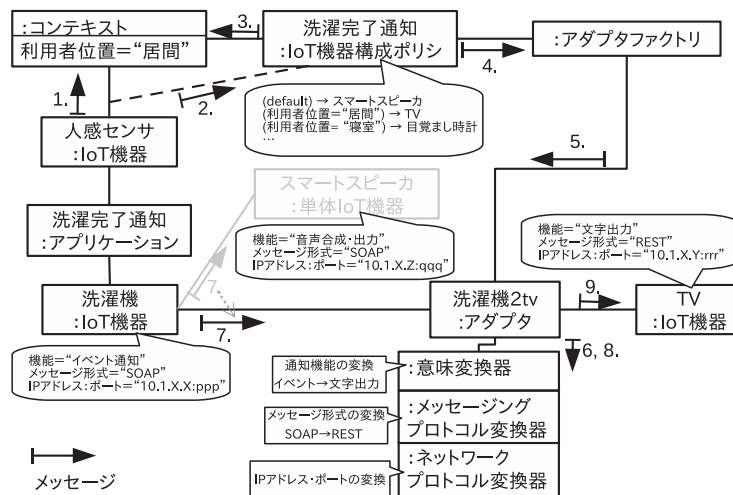 :コンテキスト
利用者位置=“居間”
3.
洗濯完了通知
:IoT機器構成ポリシ
4.
:アダプタファクトリ
1.
2.
(default) → スマートスピーカ
(利用者位置=“居間”) → TV
(利用者位置= “寝室”) → 目覚まし時計
…
人感センサ
:IoT機器
5.
スマートスピーカ
:単体IoT機器
洗濯完了通知
:アプリケーション
機能=“音声合成・出力”
メッセージ形式=“SOAP”
IPアドレス:ポート=“10.1.X.Z:qqq”
機能=“文字出力”
メッセージ形式=“REST”
IPアドレス:ポート=“10.1.X.Y:rrr”
7.
洗濯機
:IoT機器
7.
洗濯機2tv
:アダプタ
9.
TV
:IoT機器
6, 8.
機能=“イベント通知”
メッセージ形式=“SOAP”
IPアドレス:ポート=“10.1.X.X:ppp”
通知機能の変換
イベント→文字出力
:意味変換器
メッセージ形式の変換
SOAP→REST
:メッセージング
プロトコル変換器
IPアドレス・ポートの変換
:ネットワーク
プロトコル変換器
メッセージ